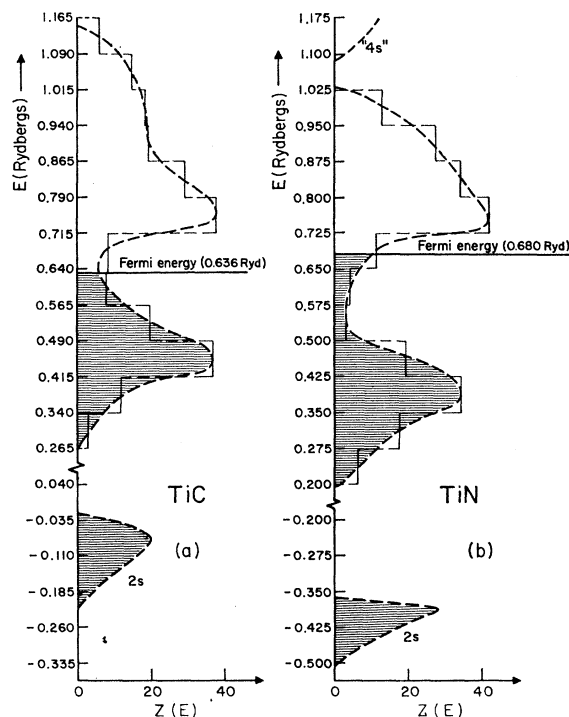 1.165
1.090
1.015
0.940
0.865
0.790
0.715
0.640
0.565
0.490
0.415
0.340
0.265
0.040
-0.035
-0.110
-0.185
-0.260
-0.335
E (Rydbergs)
Fermi energy (0.636 Ryd)
TiC
(a)
2s
0 20 40
Z (E)
1.175
1.100
1.025
0.950
0.875
0.800
0.725
0.650
0.575
0.500
0.425
0.350
0.275
0.200
-0.200
-0.275
-0.350
-0.425
-0.500
E (Rydbergs)
"4s"
Fermi energy (0.680 Ryd)
TiN
(b)
2s
0 20 40
Z (E)